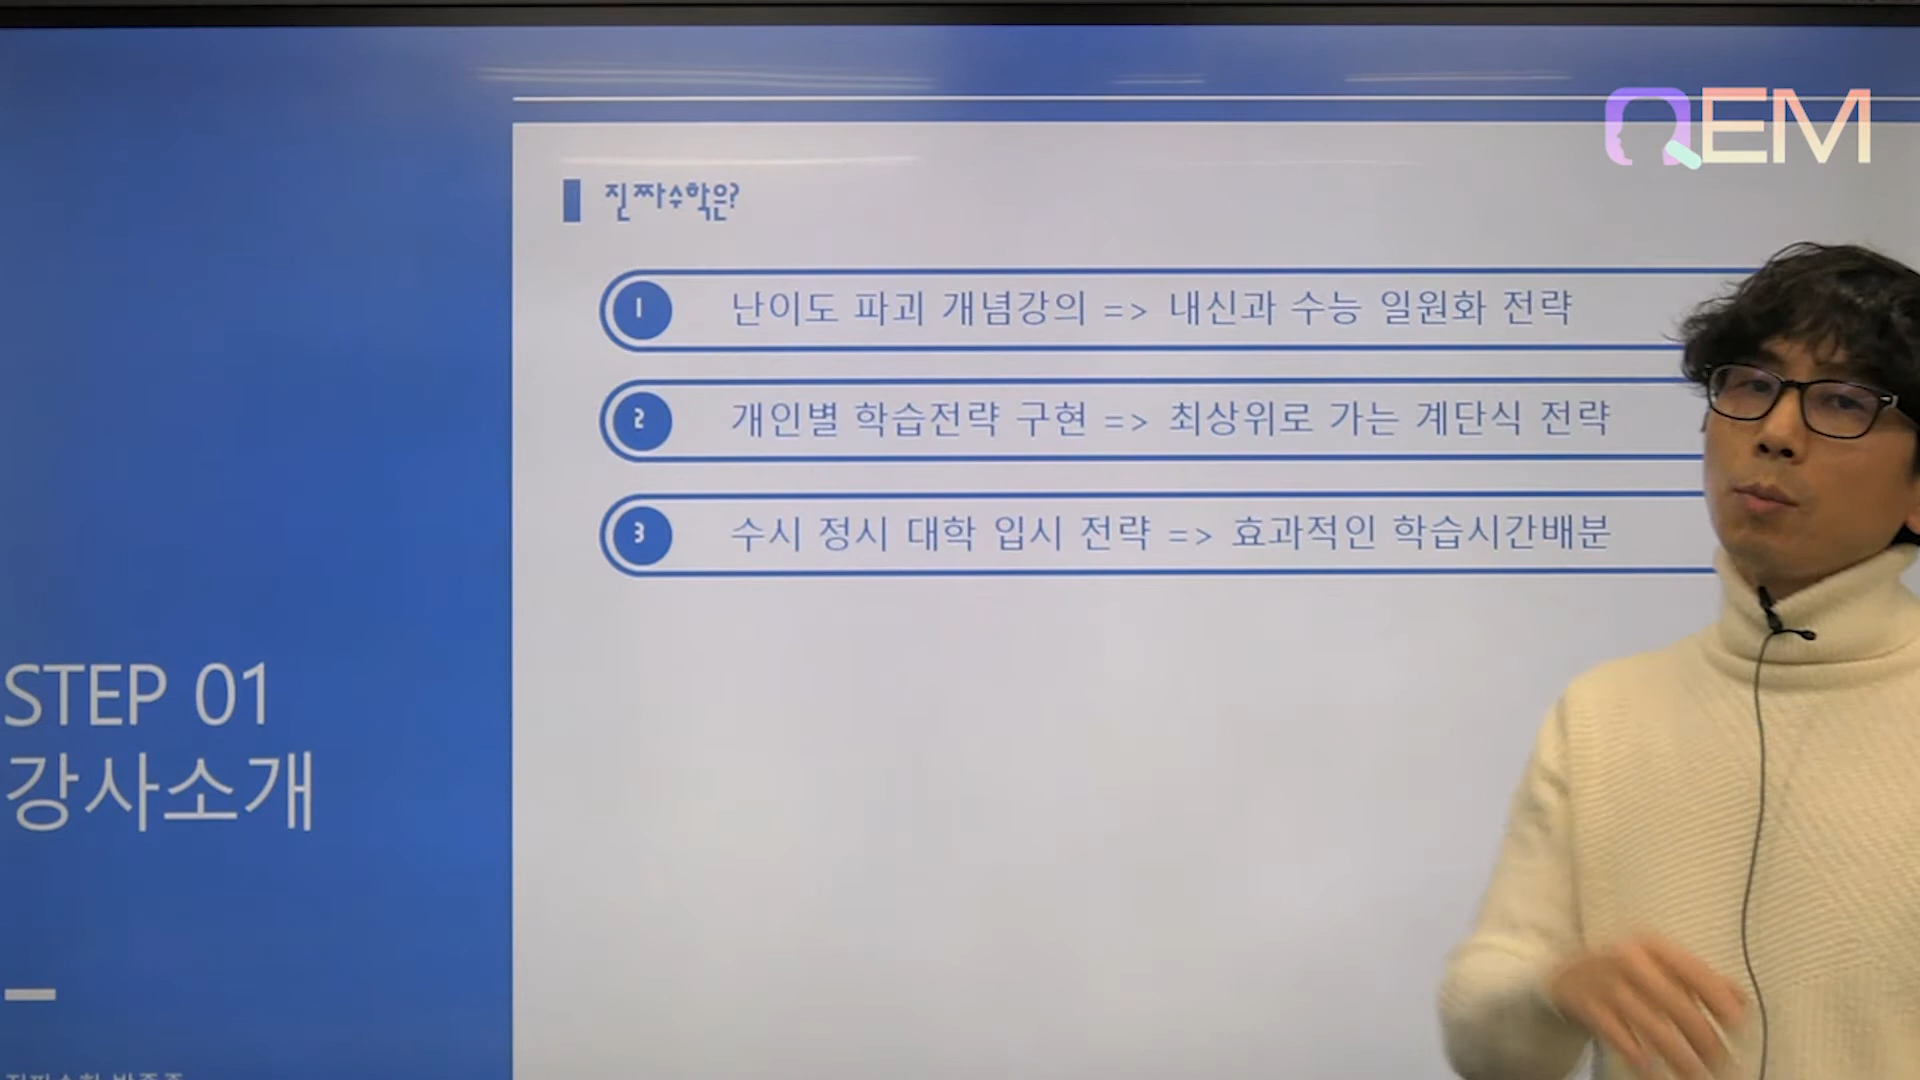 QEM
진짜수학은?
1 난이도 파괴 개념강의 => 내신과 수능 일원화 전략
2 개인별 학습전략 구현 => 최상위로 가는 계단식 전략
3 수시 정시 대학 입시 전략 => 효과적인 학습시간배분
STEP 01
강사소개